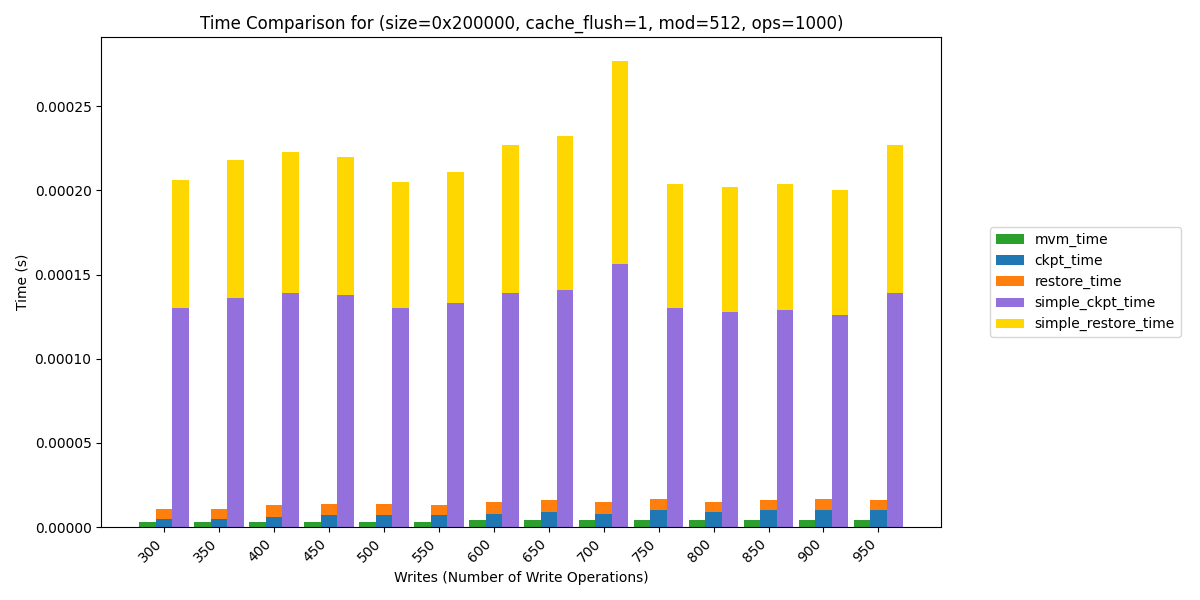 Time Comparison for (size=0x200000, cache_flush=1, mod=512, ops=1000)
Time (s)
0.00025
0.00020
0.00015
0.00010
0.00005
0.00000
300 350 400 450 500 550 600 650 700 750 800 850 900 950
Writes (Number of Write Operations)
mvm_time
ckpt_time
restore_time
simple_ckpt_time
simple_restore_time